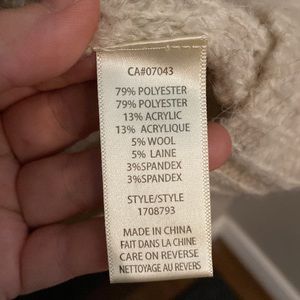 CA#07043
79% POLYESTER
79% POLYESTER
13% ACRYLIC
13% ACRYLIQUE
5% WOOL
5% LAINE
3%SPANDEX
3%SPANDEX
STYLE/STYLE
1708793
MADE IN CHINA
FAIT DANS LA CHINE
CARE ON REVERSE
NETTOYAGE AU REVERS